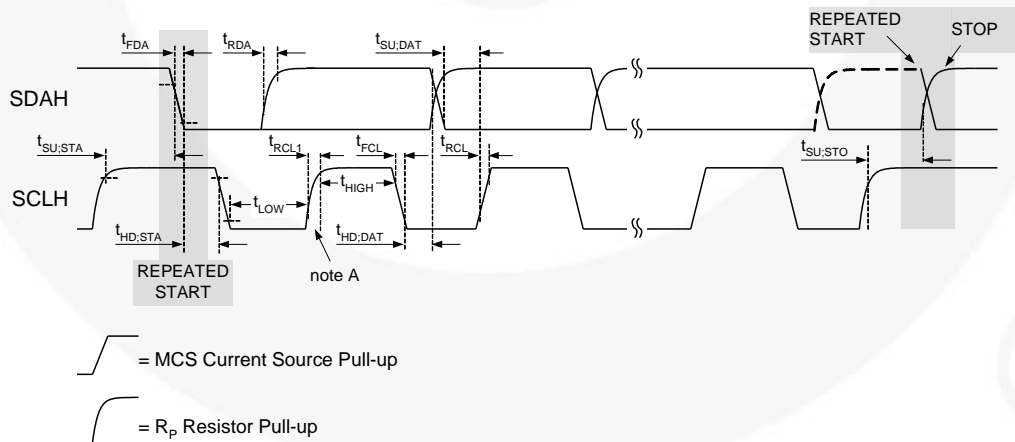 REPEATED
START
STOP
tFDA
tRDA
tSU;DAT
SDAH
tSU;STA
tRCL1
tFCL
tRCL
tSU;STO
tHIGH
SCLH
tLOW
tHD;STA
tHD;DAT
REPEATED
START
note A
= MCS Current Source Pull-up
= RP Resistor Pull-up